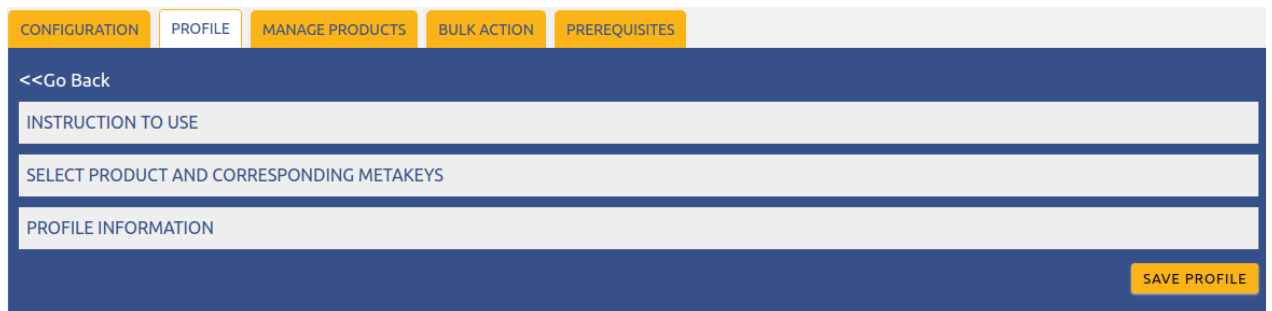 CONFIGURATION PROFILE MANAGE PRODUCTS BULK ACTION PREREQUISITES
<<Go Back
INSTRUCTION TO USE
SELECT PRODUCT AND CORRESPONDING METAKEYS
PROFILE INFORMATION
SAVE PROFILE